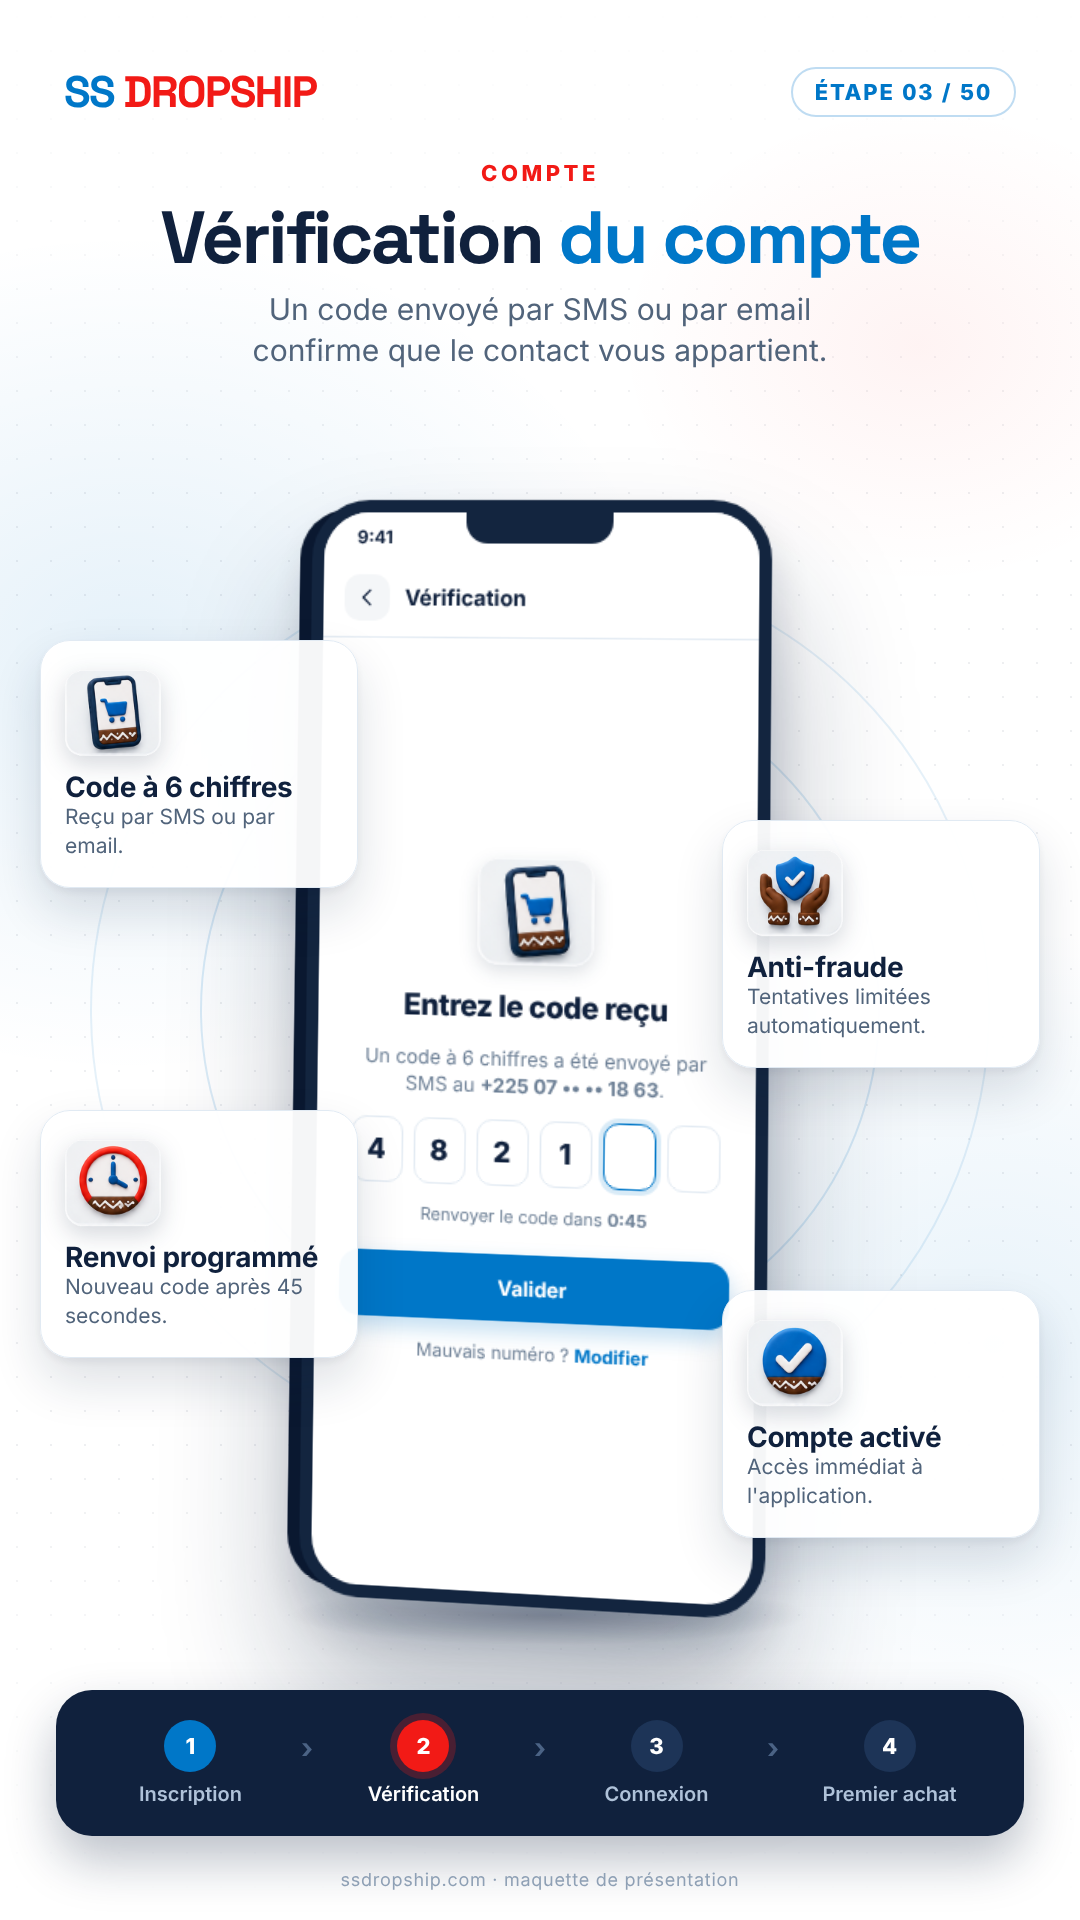 SS DROPSHIP
ÉTAPE 03 / 50
COMPTE
Vérification du compte
Un code envoyé par SMS ou par email
confirme que le contact vous appartient.
9:41
Vérification
Code à 6 chiffres
Reçu par SMS ou par
email.
Anti-fraude
Tentatives limitées
automatiquement.
Entrez le code reçu
Un code à 6 chiffres a été envoyé par
SMS au +225 07 •• •• 18 63.
4 8 2 1
Renvoyer le code dans 0:45
Renvoi programmé
Nouveau code après 45
secondes.
Valider
Mauvais numéro ? Modifier
Compte activé
Accès immédiat à
l'application.
1 › 2 › 3 › 4
Inscription Vérification Connexion Premier achat
ssdropship.com · maquette de présentation